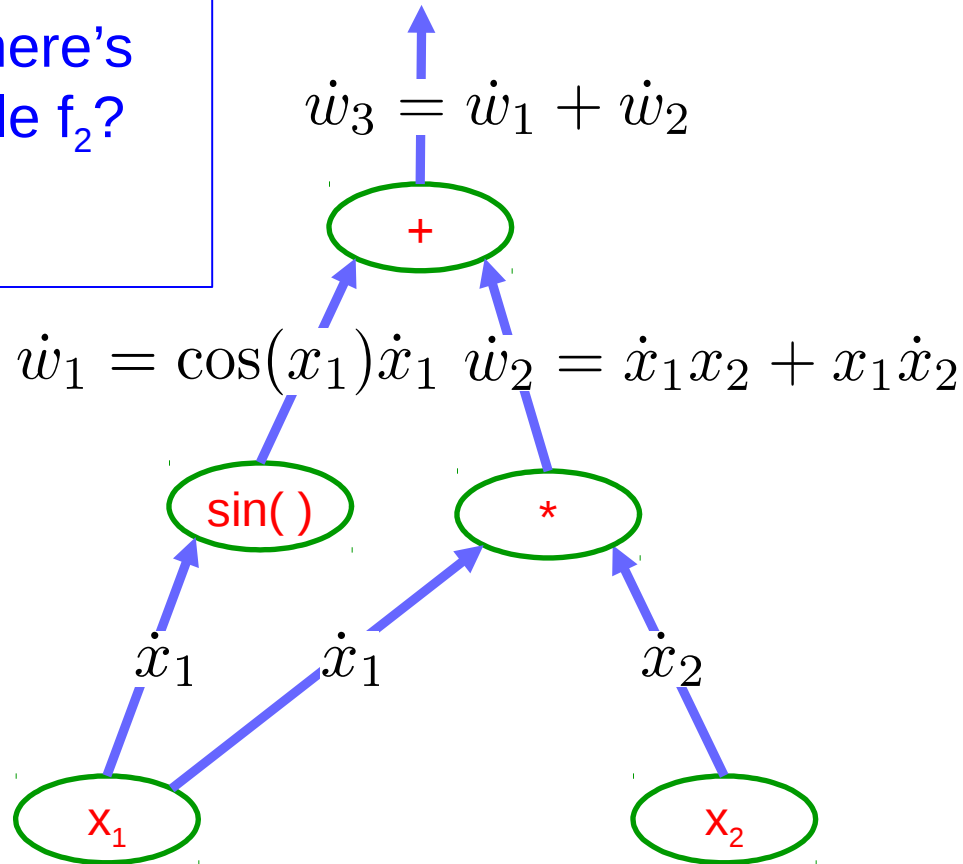 here's
le f₂?
ẇ₃ = ẇ₁ + ẇ₂
+
ẇ₁ = cos(x₁)ẋ₁ ẇ₂ = ẋ₁x₂ + x₁ẋ₂
sin( ) *
ẋ₁ ẋ₁ ẋ₂
x₁ x₂